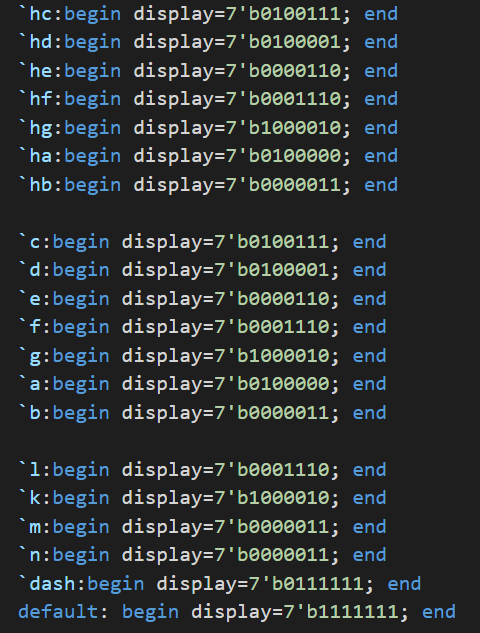 `hc:begin display=7'b0100111; end
`hd:begin display=7'b0100001; end
`he:begin display=7'b0000110; end
`hf:begin display=7'b0001110; end
`hg:begin display=7'b1000010; end
`ha:begin display=7'b0100000; end
`hb:begin display=7'b0000011; end
`c:begin display=7'b0100111; end
`d:begin display=7'b0100001; end
`e:begin display=7'b0000110; end
`f:begin display=7'b0001110; end
`g:begin display=7'b1000010; end
`a:begin display=7'b0100000; end
`b:begin display=7'b0000011; end
`l:begin display=7'b0001110; end
`k:begin display=7'b1000010; end
`m:begin display=7'b0000011; end
`n:begin display=7'b0000011; end
`dash:begin display=7'b0111111; end
default: begin display=7'b1111111; end